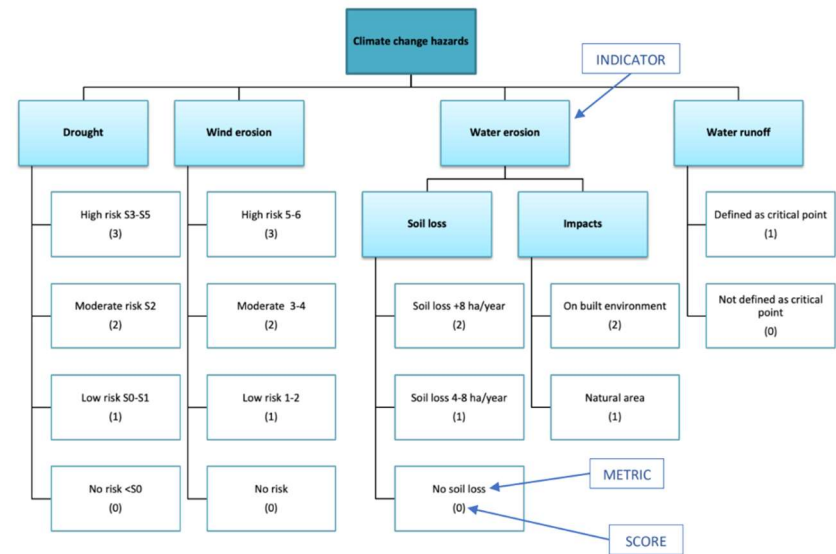 Climate change hazards
INDICATOR
Drought
Wind erosion
Water erosion
Water runoff
High risk S3-S5
(3)
High risk 5-6
(3)
Soil loss
Impacts
Defined as critical point
(1)
Moderate risk S2
(2)
Moderate 3-4
(2)
Soil loss +8 ha/year
(2)
On built environment
(2)
Not defined as critical
point
(0)
Low risk S0-S1
(1)
Low risk 1-2
(1)
Soil loss 4-8 ha/year
(1)
Natural area
(1)
No risk <S0
(0)
No risk
(0)
No soil loss
(0)
METRIC
SCORE